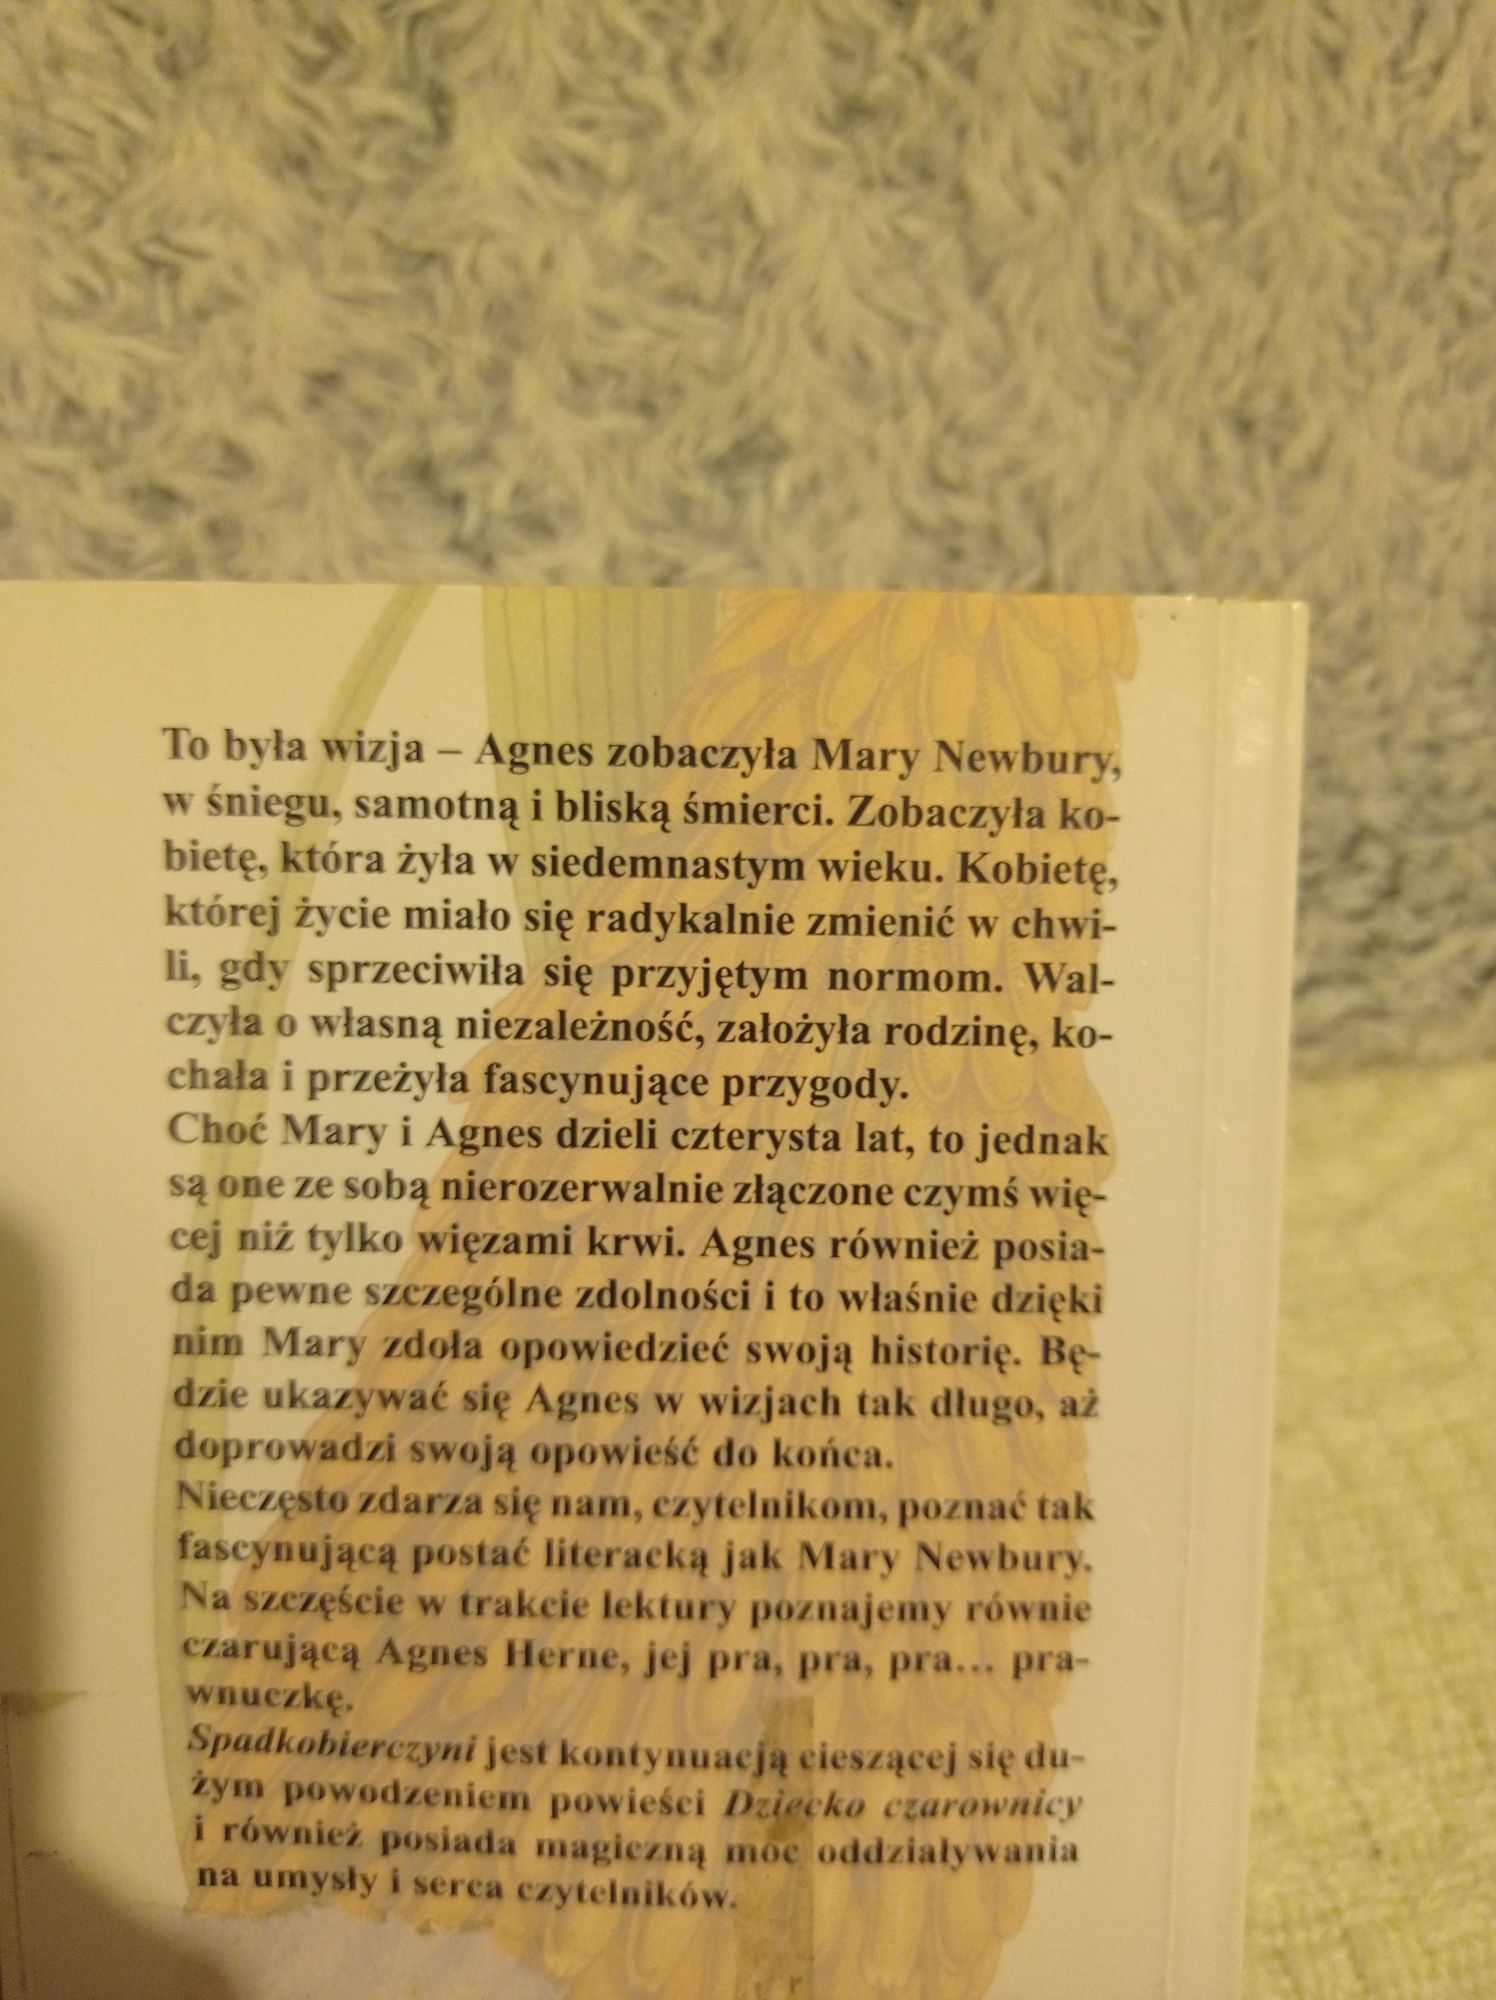 To była wizja – Agnes zobaczyła Mary Newbury,
w śniegu, samotną i bliską śmierci. Zobaczyła ko-
bietę, która żyła w siedemnastym wieku. Kobietę,
której życie miało się radykalnie zmienić w chwi-
li, gdy sprzeciwiła się przyjętym normom. Wal-
czyła o własną niezależność, założyła rodzinę, ko-
chała i przeżyła fascynujące przygody.
Choć Mary i Agnes dzieli czterysta lat, to jednak
są one ze sobą nierozerwalnie złączone czymś wię-
cej niż tylko więzami krwi. Agnes również posia-
da pewne szczególne zdolności i to właśnie dzięki
nim Mary zdoła opowiedzieć swoją historię. Bę-
dzie ukazywać się Agnes w wizjach tak długo, aż
doprowadzi swoją opowieść do końca.
Nieczęsto zdarza się nam, czytelnikom, poznać tak
fascynującą postać literacką jak Mary Newbury.
Na szczęście w trakcie lektury poznajemy równie
czarującą Agnes Herne, jej pra, pra, pra... pra-
wnuczkę.
Spadkobierczyni jest kontynuacją cieszącej się du-
żym powodzeniem powieści Dziecko czarownicy
i również posiada magiczną moc oddziaływania
na umysły i serca czytelników.